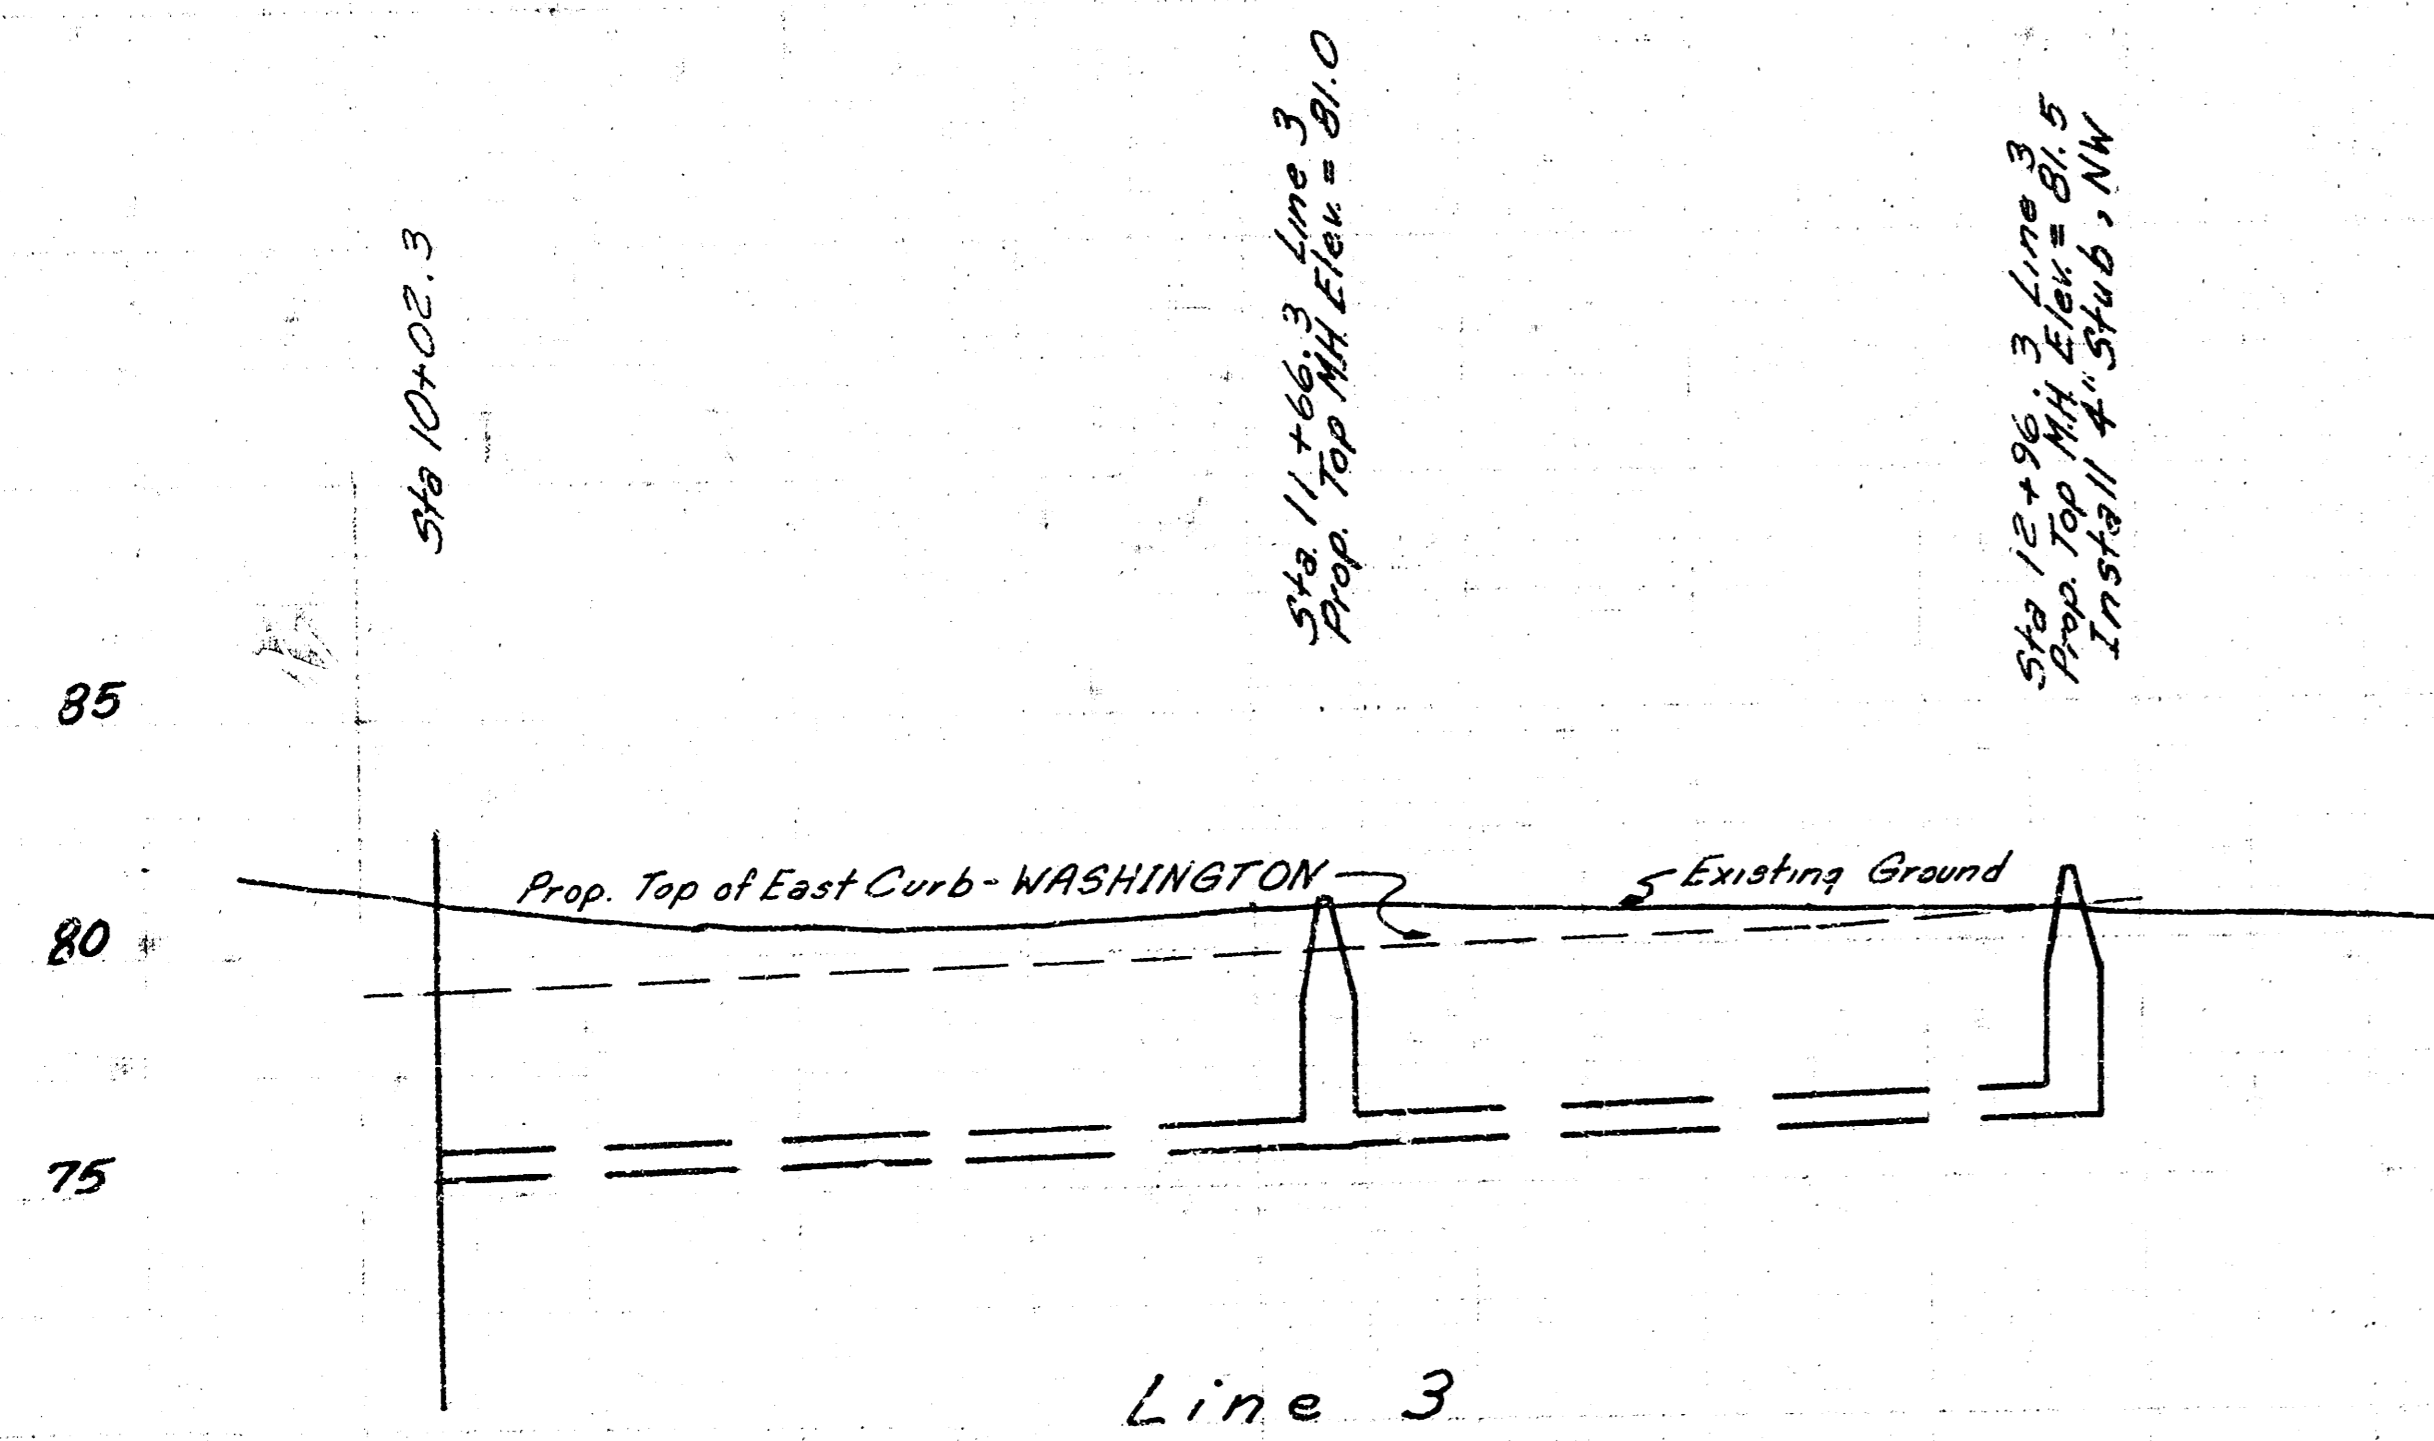 Sta 10+02.3
Sta. 11+66.3 Line 3
Prop. Top M.H. Elev. = 81.0
Sta 12+96.3 Line 3
Prop. Top M.H. Elev. = 81.5
Install 4" Stub, NW
85
Prop. Top of East Curb - WASHINGTON
Existing Ground
80
75
Line 3